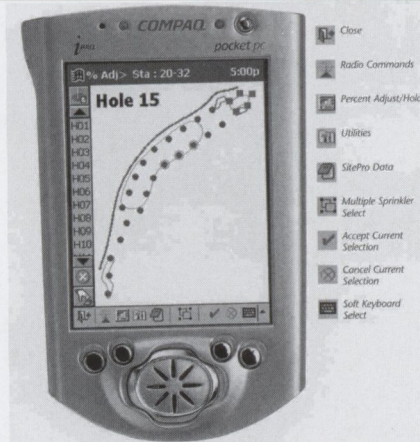 COMPAQ
iPAQ
pocket pc
% Adj> Sta : 20-32 5:00p
Hole 15
H01
H02
H03
H04
H05
H06
H07
H08
H09
H10
Close
Radio Commands
Percent Adjust/Hold
Utilities
SitePro Data
Multiple Sprinkler
Select
Accept Current
Selection
Cancel Current
Selection
Soft Keyboard
Select